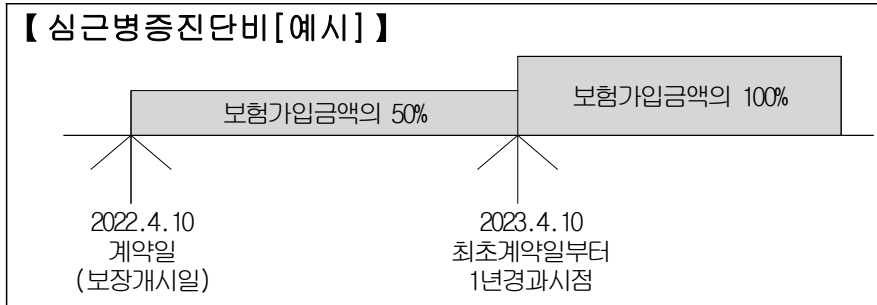 【 심근병증진단비[예시] 】
보험가입금액의 50%
보험가입금액의 100%
2022.4.10
계약일
(보장개시일)
2023.4.10
최초계약일부터
1년경과시점